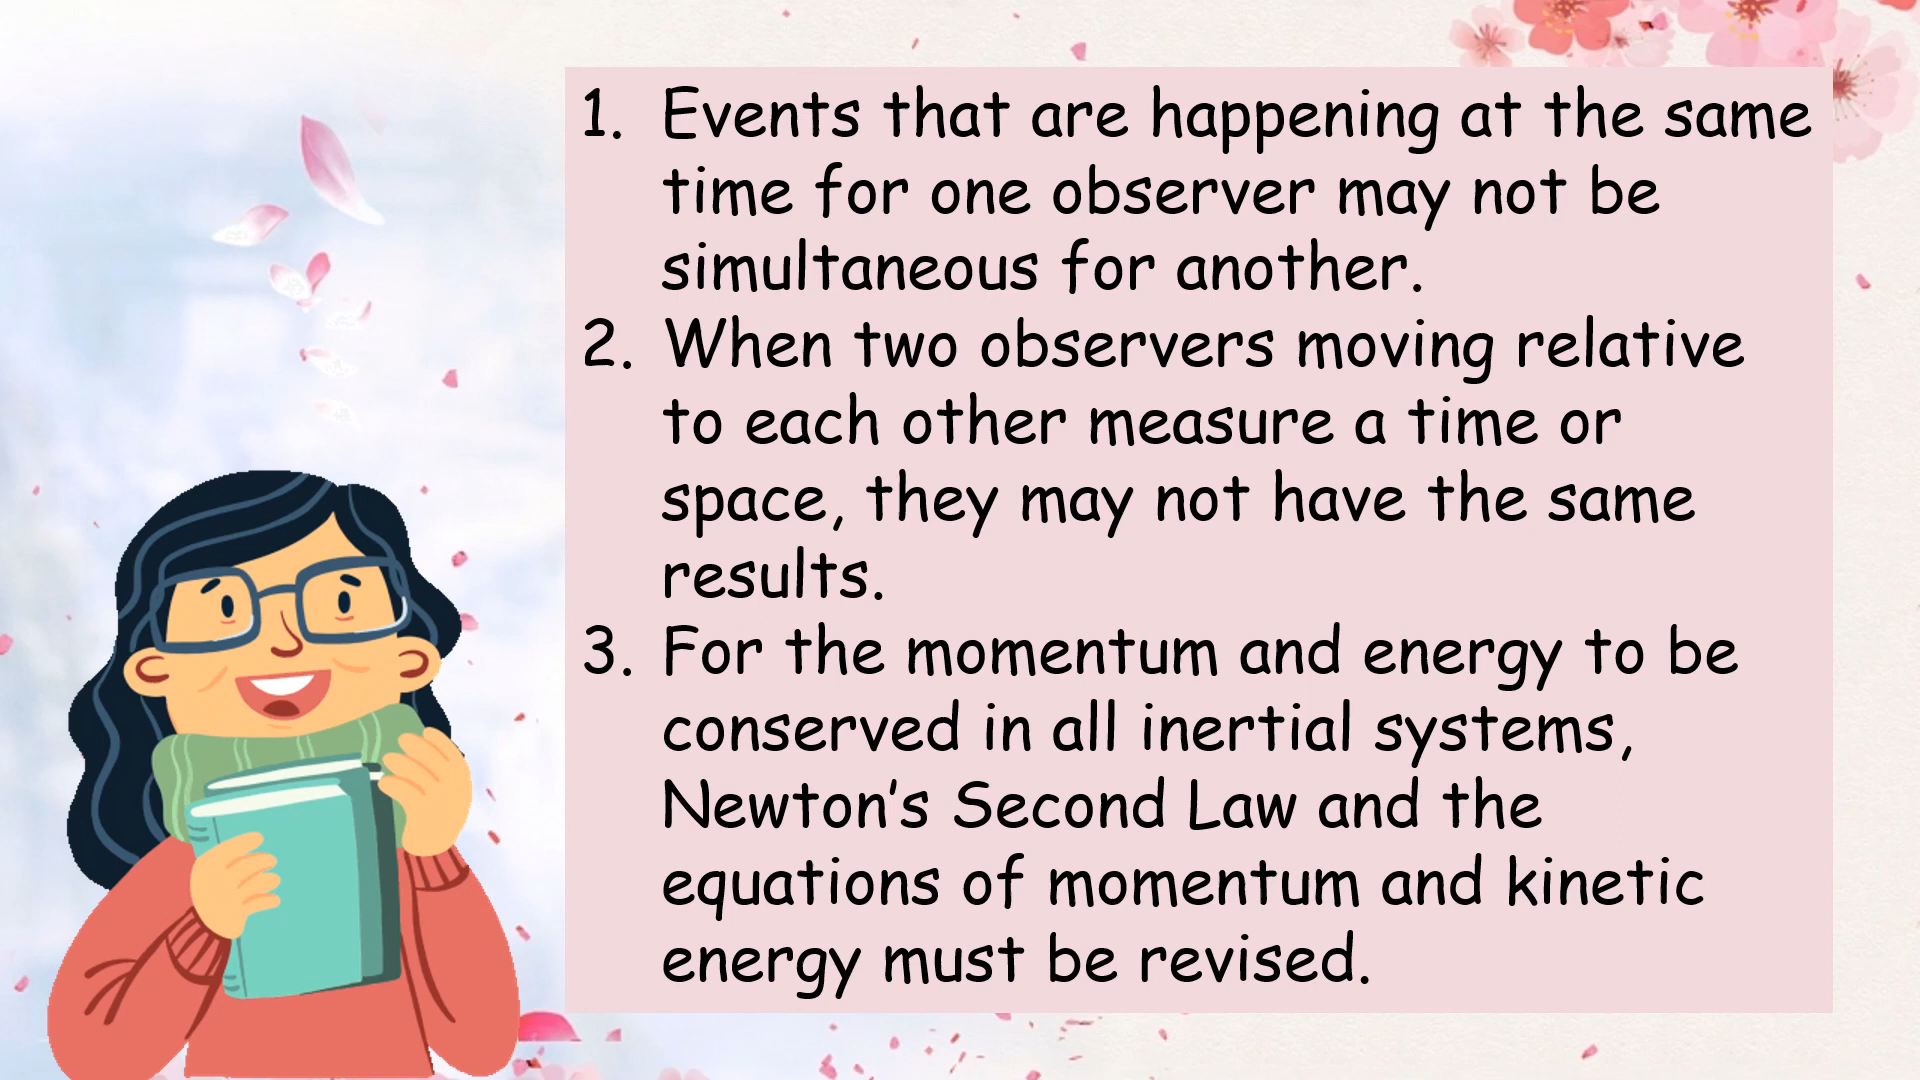 1. Events that are happening at the same
time for one observer may not be
simultaneous for another.
2. When two observers moving relative
to each other measure a time or
space, they may not have the same
results.
3. For the momentum and energy to be
conserved in all inertial systems,
Newton’s Second Law and the
equations of momentum and kinetic
energy must be revised.